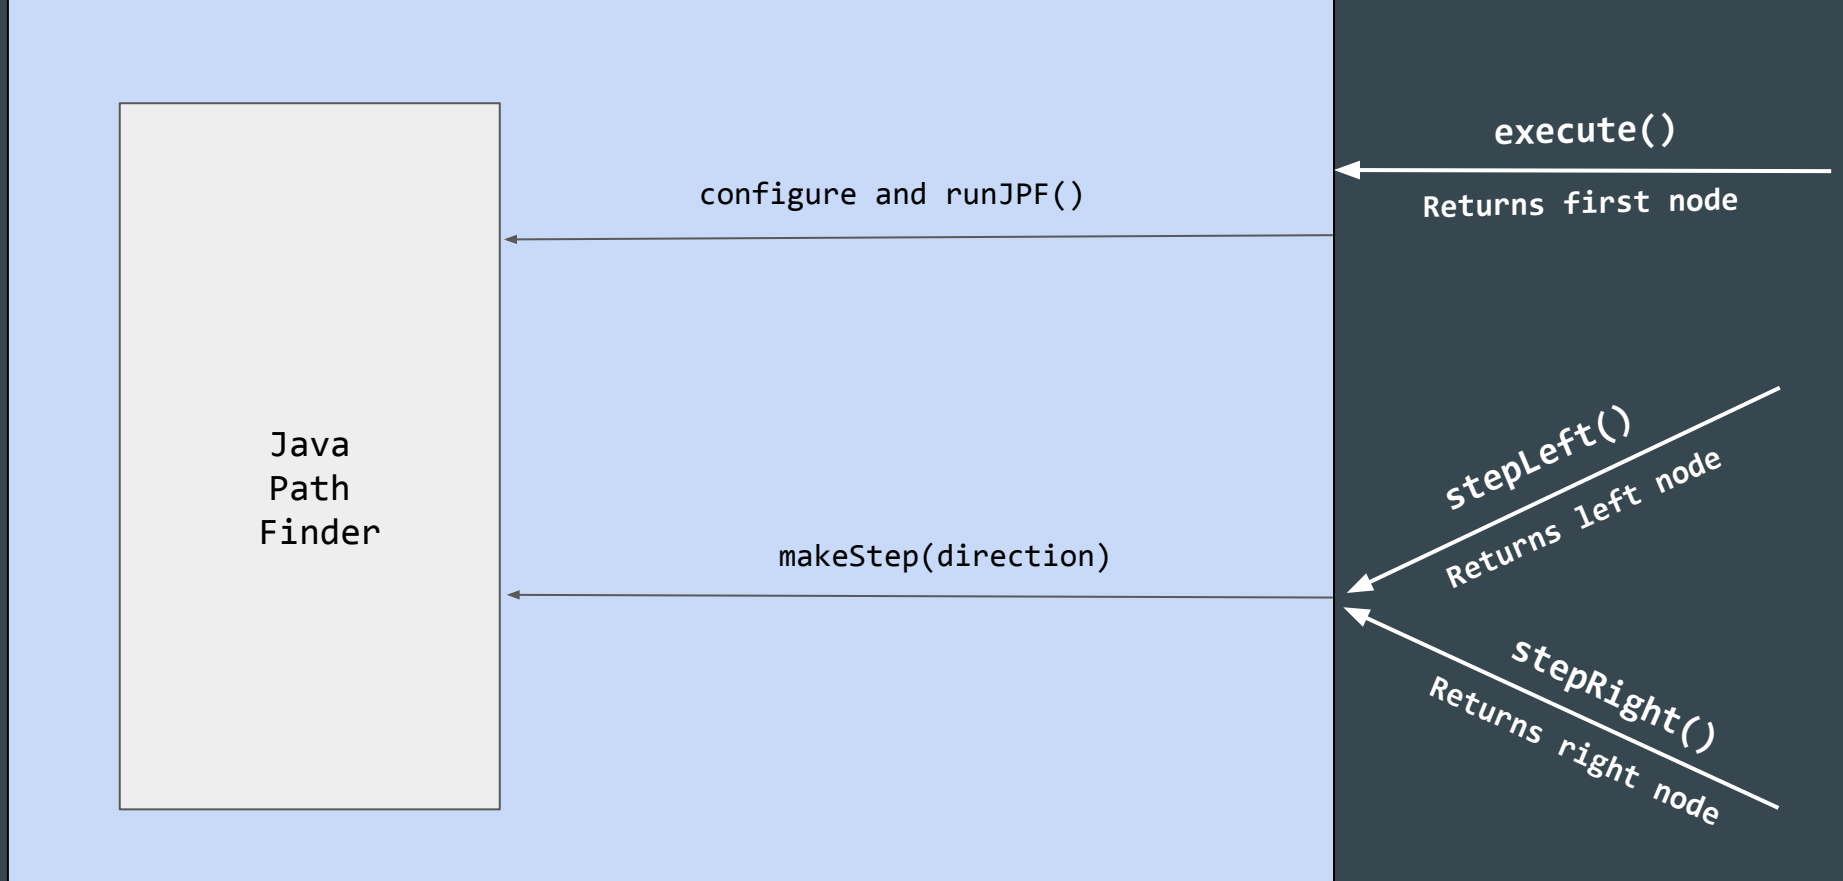 execute()
Returns first node
configure and runJPF()
Java
Path
Finder
stepLeft()
Returns left node
makeStep(direction)
stepRight()
Returns right node